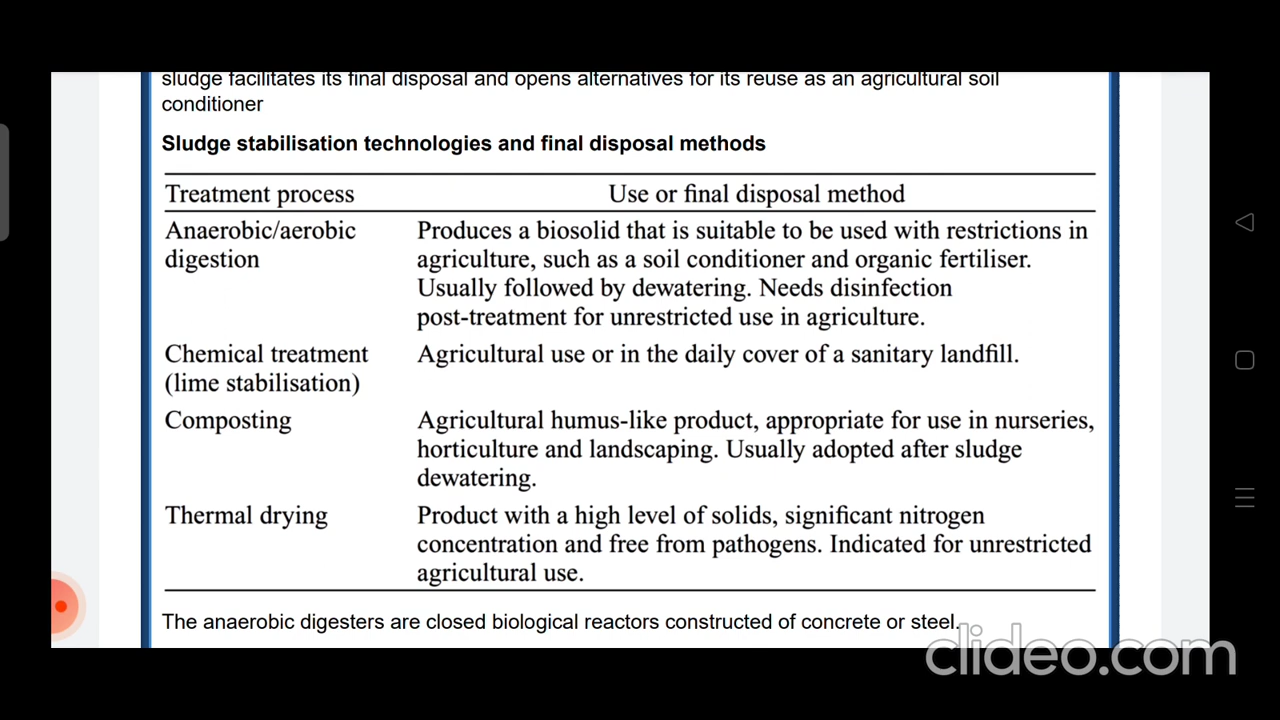 sludge facilitates its final disposal and opens alternatives for its reuse as an agricultural soil
conditioner
Sludge stabilisation technologies and final disposal methods
Treatment process Use or final disposal method
Anaerobic/aerobic Produces a biosolid that is suitable to be used with restrictions in
digestion agriculture, such as a soil conditioner and organic fertiliser.
Usually followed by dewatering. Needs disinfection
post-treatment for unrestricted use in agriculture.
Chemical treatment Agricultural use or in the daily cover of a sanitary landfill.
(lime stabilisation)
Composting Agricultural humus-like product, appropriate for use in nurseries,
horticulture and landscaping. Usually adopted after sludge
dewatering.
Thermal drying Product with a high level of solids, significant nitrogen
concentration and free from pathogens. Indicated for unrestricted
agricultural use.
The anaerobic digesters are closed biological reactors constructed of concrete or steel.
clideo.com